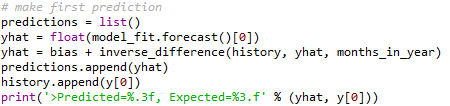 # make first prediction
predictions = list()
yhat = float(model_fit.forecast()[0])
yhat = bias + inverse_difference(history, yhat, months_in_year)
predictions.append(yhat)
history.append(y[0])
print('>Predicted=%.3f, Expected=%3.f' % (yhat, y[0]))